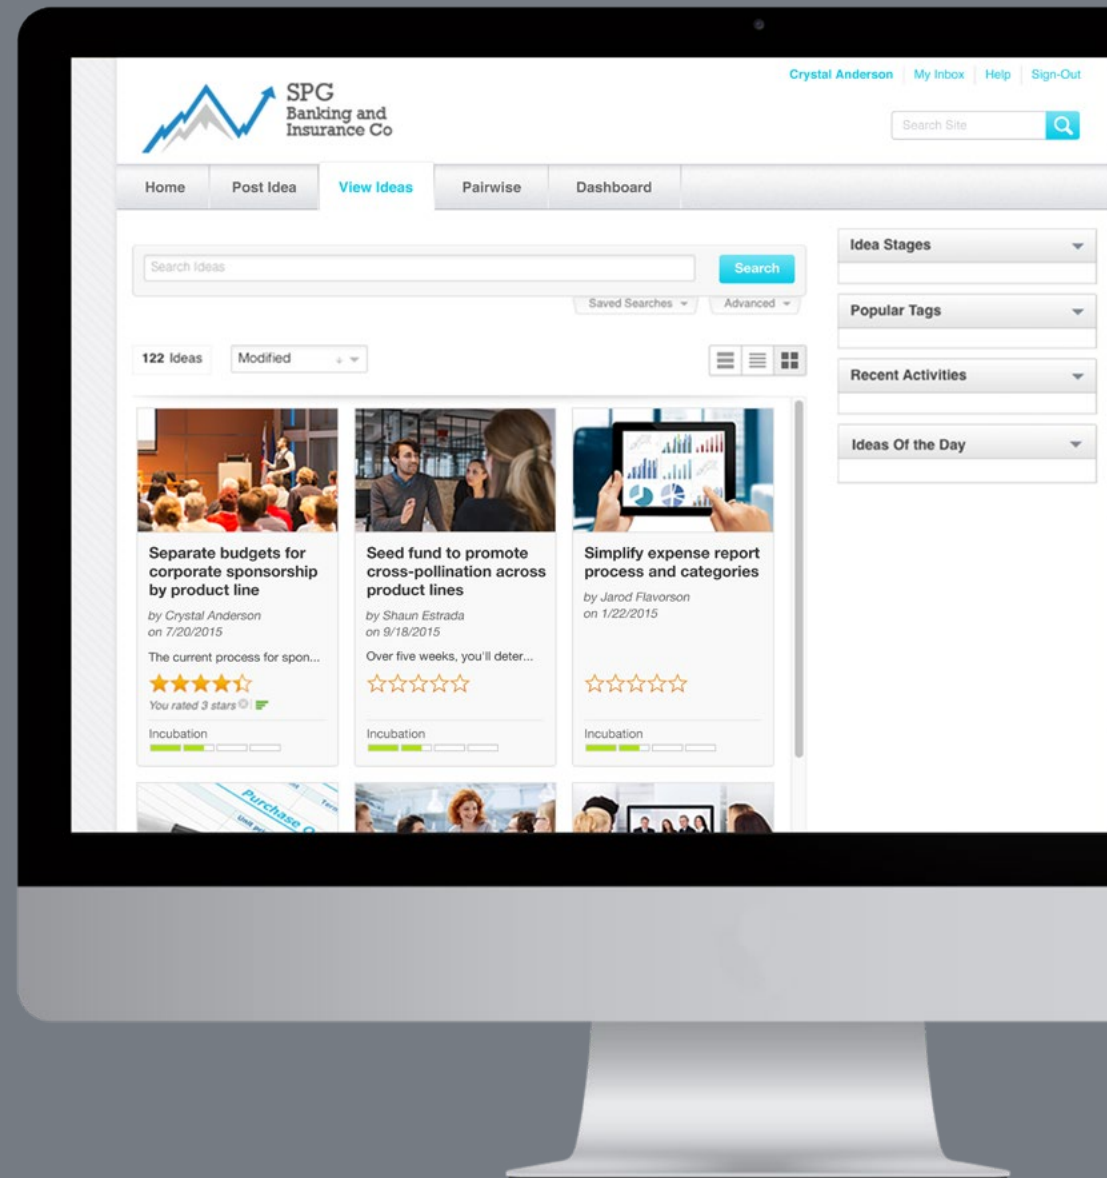 Crystal Anderson My Inbox Help Sign-Out
SPG
Banking and
Insurance Co
Search Site
Home Post Idea View Ideas Pairwise Dashboard
Search Ideas
Search
Saved Searches Advanced
122 Ideas Modified
Idea Stages
Popular Tags
Recent Activities
Ideas Of the Day
Separate budgets for
corporate sponsorship
by product line
by Crystal Anderson
on 7/20/2015
The current process for spon...
You rated 3 stars
Incubation
Seed fund to promote
cross-pollination across
product lines
by Shaun Estrada
on 9/18/2015
Over five weeks, you'll deter...
Incubation
Simplify expense report
process and categories
by Jarod Flavorson
on 1/22/2015
Incubation
Purchase